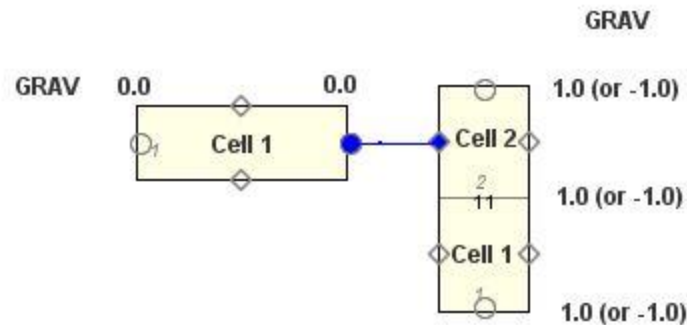 GRAV
GRAV 0.0 0.0 1.0 (or -1.0)
1 Cell 1 Cell 2
2
11 1.0 (or -1.0)
Cell 1
1
1.0 (or -1.0)